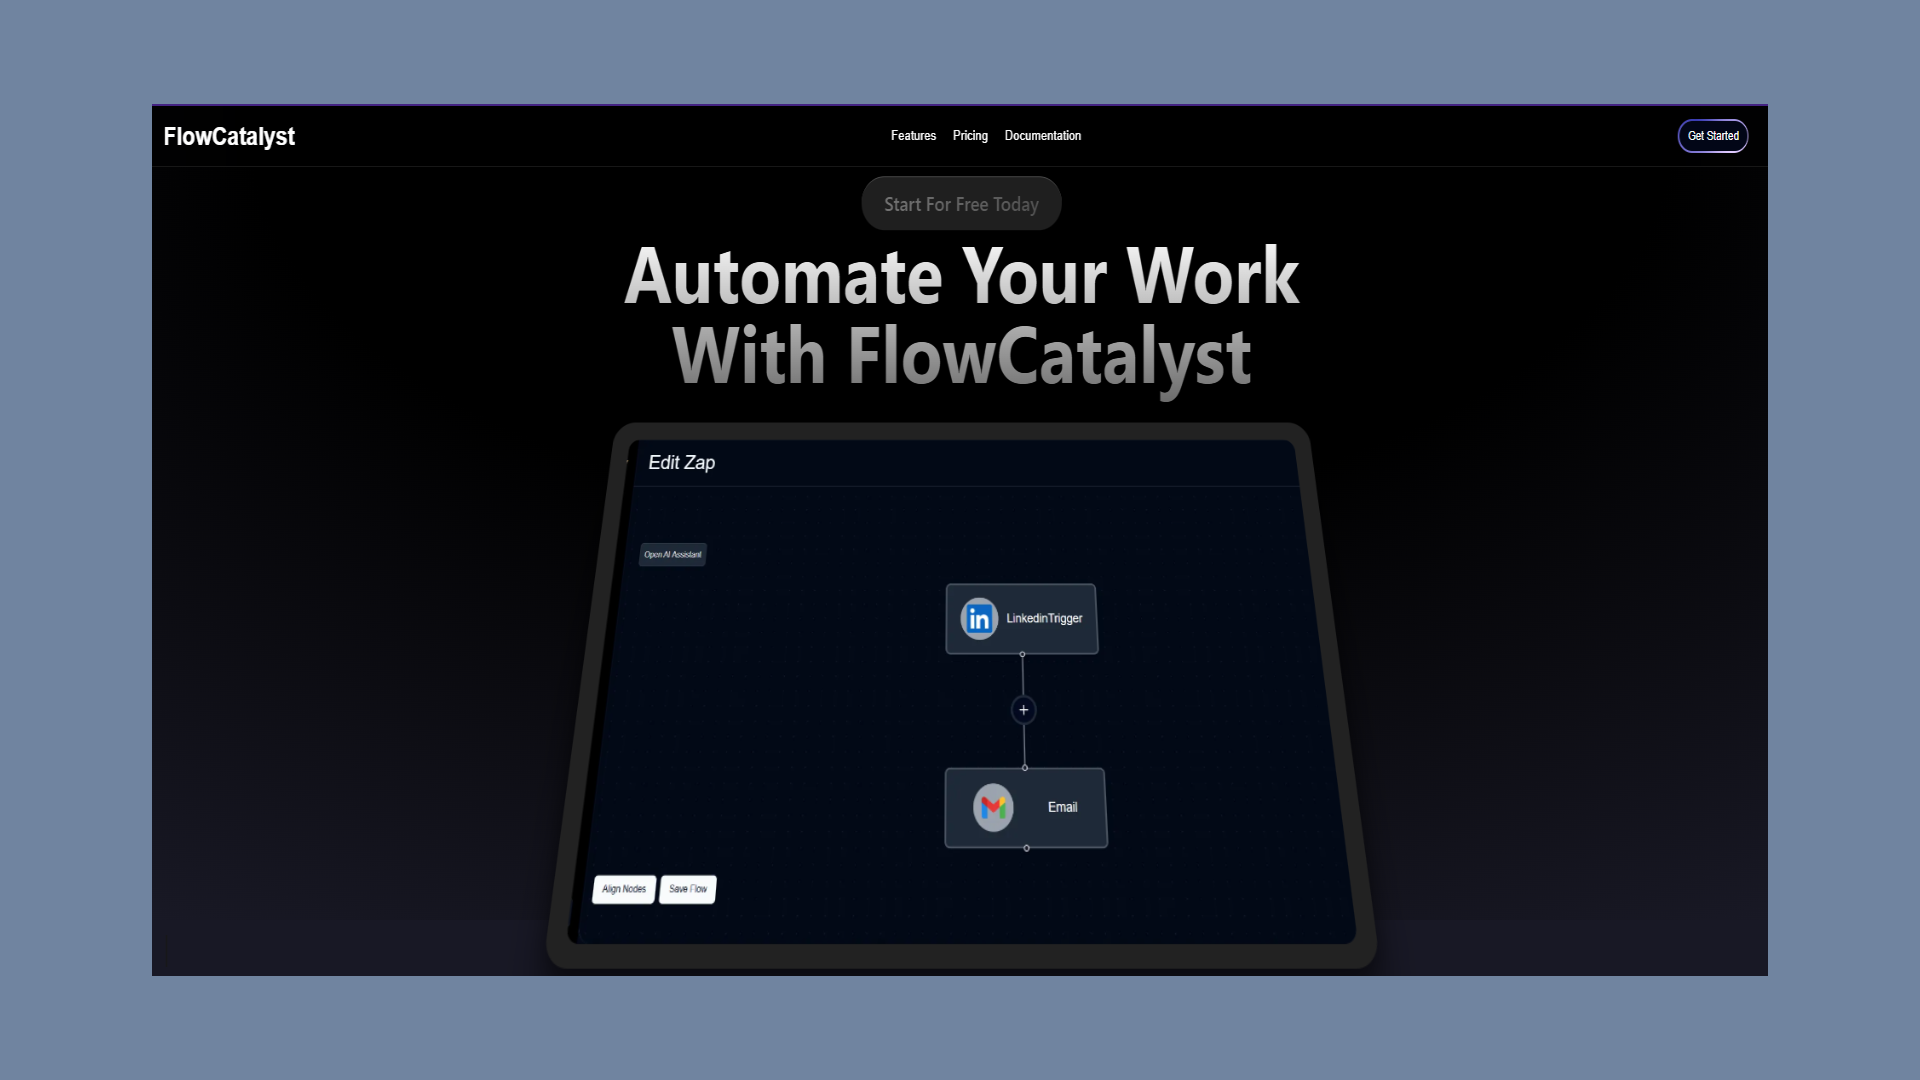 FlowCatalyst
Features Pricing Documentation
Get Started
Start For Free Today
Automate Your Work
With FlowCatalyst
Edit Zap
Open AI Assistant
in LinkedinTrigger
+
Email
Align Nodes Save Flow